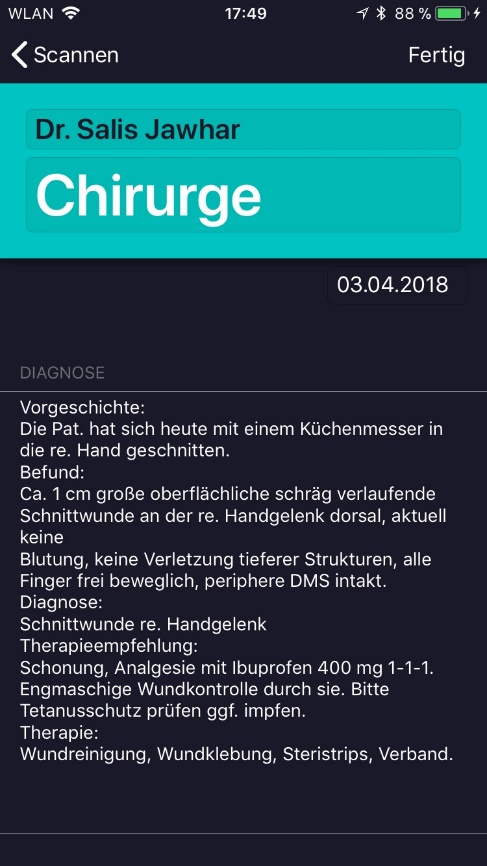 WLAN 17:49 88 %
Scannen Fertig
Dr. Salis Jawhar
Chirurge
03.04.2018
DIAGNOSE
Vorgeschichte:
Die Pat. hat sich heute mit einem Küchenmesser in
die re. Hand geschnitten.
Befund:
Ca. 1 cm große oberflächliche schräg verlaufende
Schnittwunde an der re. Handgelenk dorsal, aktuell
keine
Blutung, keine Verletzung tieferer Strukturen, alle
Finger frei beweglich, periphere DMS intakt.
Diagnose:
Schnittwunde re. Handgelenk
Therapieempfehlung:
Schonung, Analgesie mit Ibuprofen 400 mg 1-1-1.
Engmaschige Wundkontrolle durch sie. Bitte
Tetanusschutz prüfen ggf. impfen.
Therapie:
Wundreinigung, Wundklebung, Steristrips, Verband.